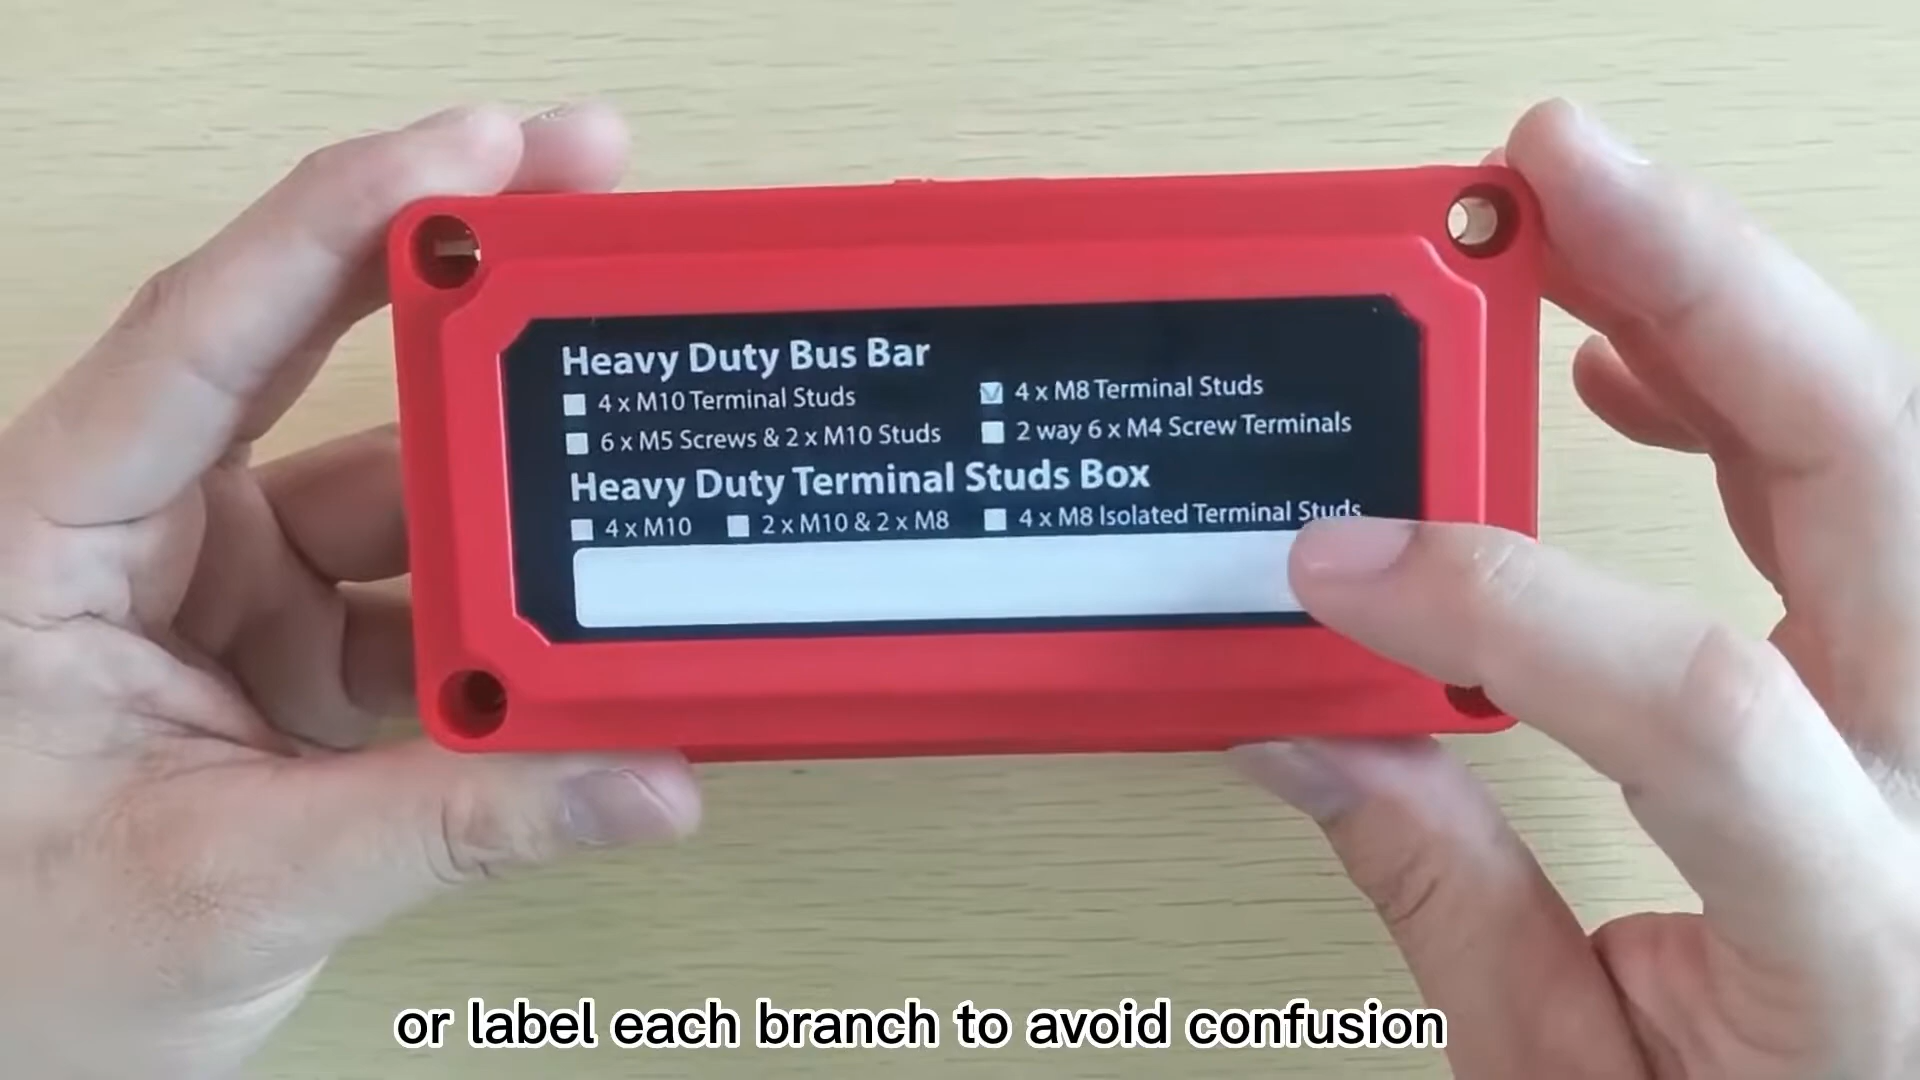 Heavy Duty Bus Bar
4 x M10 Terminal Studs
4 x M8 Terminal Studs
6 x M5 Screws & 2 x M10 Studs
2 way 6 x M4 Screw Terminals
Heavy Duty Terminal Studs Box
4 x M10
2 x M10 & 2 x M8
4 x M8 Isolated Terminal Studs
or label each branch to avoid confusion